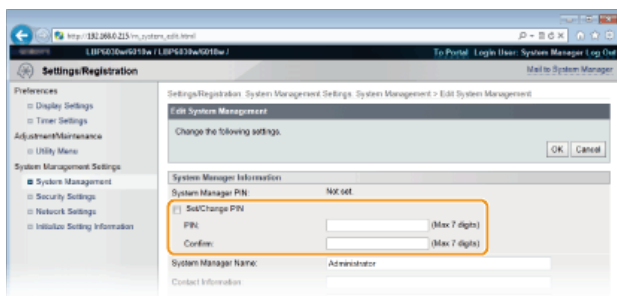 http://192.168.0.215/m_system_edit.html
LBP6030w/6018w / LBP6030w/6018w /
To Portal Login User: System Manager Log Out
Settings/Registration
Mail to System Manager
Preferences
Display Settings
Timer Settings
Adjustment/Maintenance
Utility Menu
System Management Settings
System Management
Security Settings
Network Settings
Initialize Setting Information
Settings/Registration: System Management Settings: System Management > Edit System Management
Edit System Management
Change the following settings.
OK Cancel
System Manager Information
System Manager PIN: Not set.
Set/Change PIN
PIN: (Max 7 digits)
Confirm: (Max 7 digits)
System Manager Name: Administrator
Contact Information: